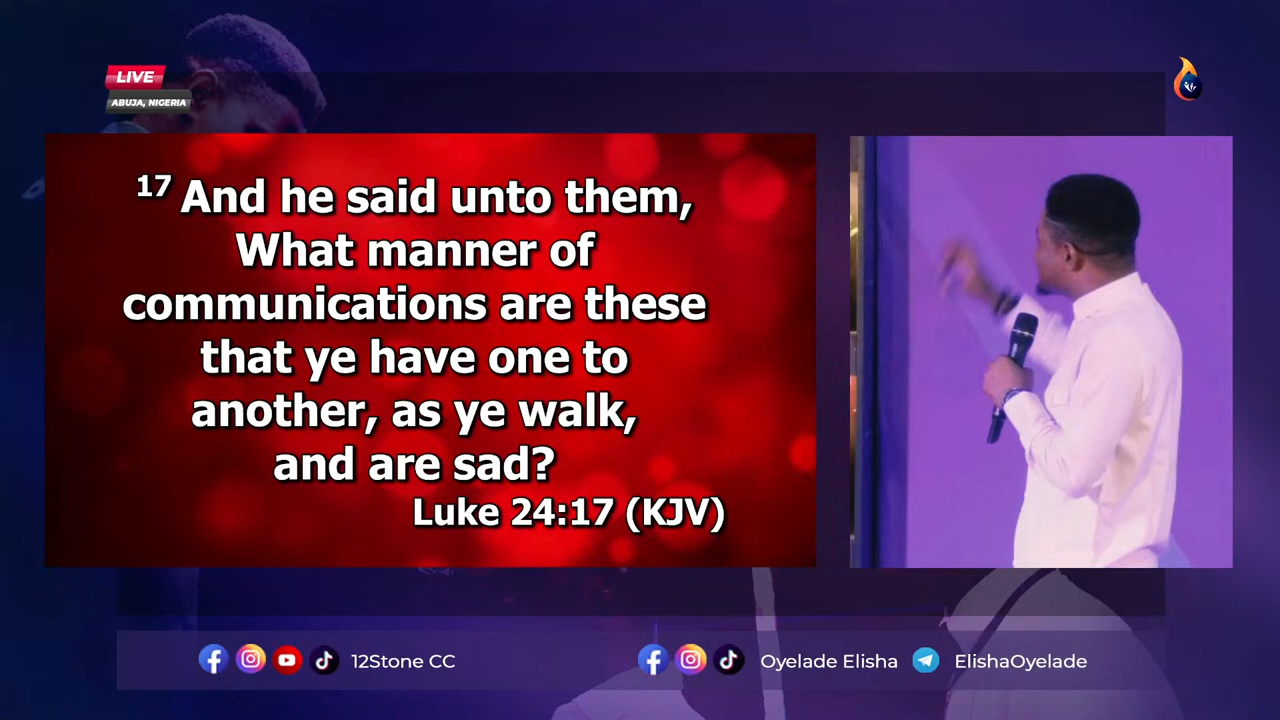 LIVE
ABUJA, NIGERIA
17 And he said unto them,
What manner of
communications are these
that ye have one to
another, as ye walk,
and are sad?
Luke 24:17 (KJV)
12Stone CC
Oyelade Elisha
ElishaOyelade